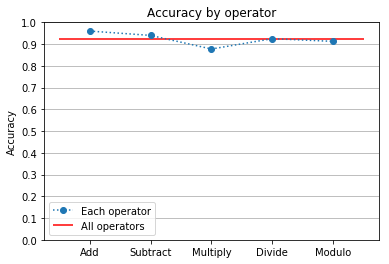 Accuracy by operator
1.0
0.9
0.8
0.7
0.6
0.5
0.4
0.3
0.2
0.1
0.0
Accuracy
Each operator
All operators
Add Subtract Multiply Divide Modulo